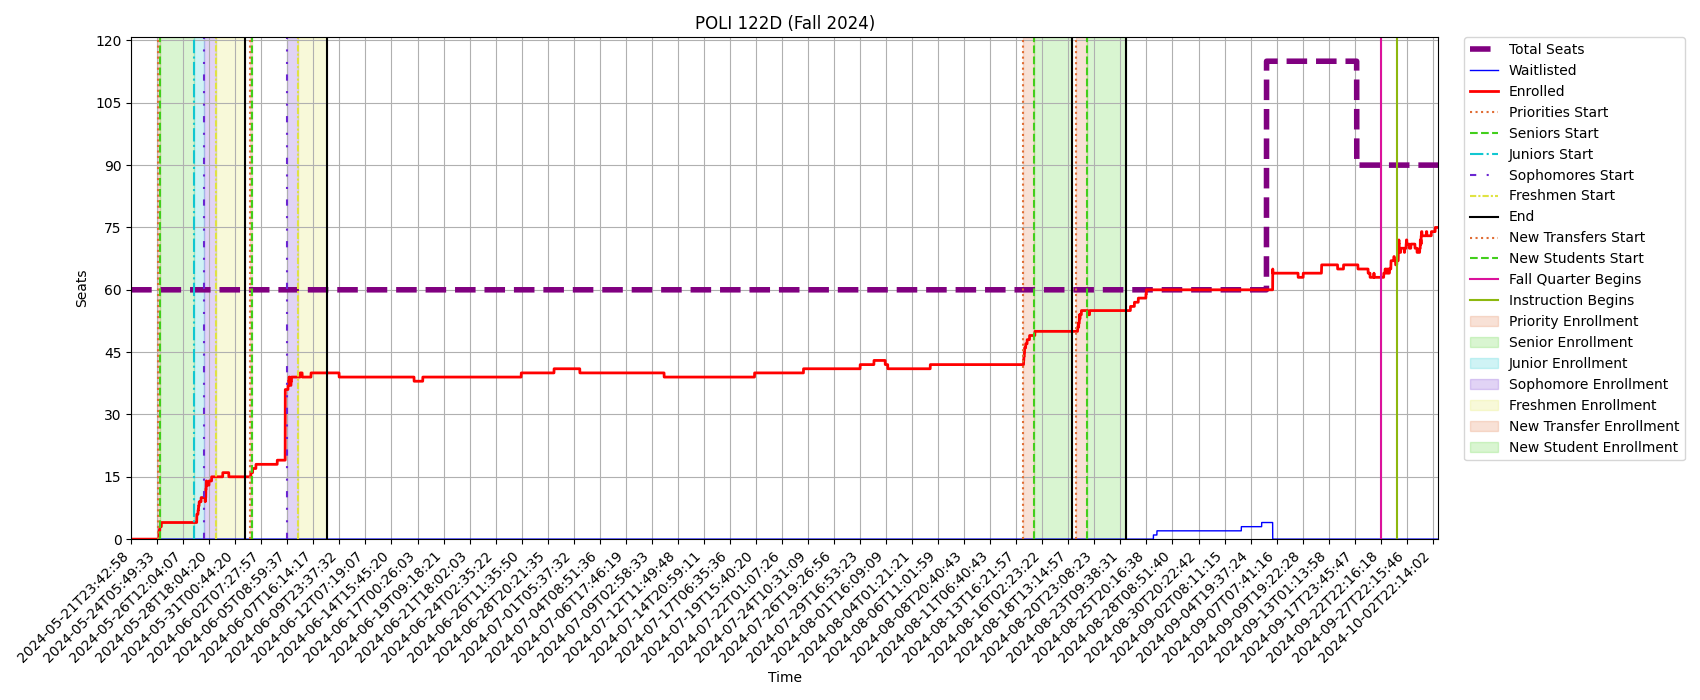 POLI 122D (Fall 2024)
Seats
120
105
90
75
60
45
30
15
0
2024-05-21T23:42:58
2024-05-24T05:49:33
2024-05-26T12:04:07
2024-05-28T18:04:20
2024-05-31T00:44:20
2024-06-02T07:27:57
2024-06-05T08:59:37
2024-06-07T16:14:17
2024-06-09T23:37:32
2024-06-12T07:19:07
2024-06-14T15:45:20
2024-06-17T00:26:03
2024-06-19T09:18:21
2024-06-21T18:02:03
2024-06-24T02:35:22
2024-06-26T11:35:50
2024-06-28T20:21:35
2024-07-01T05:37:32
2024-07-04T08:51:36
2024-07-06T17:46:19
2024-07-09T02:58:33
2024-07-12T11:49:48
2024-07-14T20:59:11
2024-07-17T06:35:36
2024-07-19T15:40:20
2024-07-22T01:07:26
2024-07-24T10:31:09
2024-07-26T19:26:56
2024-07-29T16:53:23
2024-08-01T16:09:09
2024-08-04T01:21:21
2024-08-06T11:01:59
2024-08-08T20:40:43
2024-08-11T06:40:43
2024-08-13T16:21:57
2024-08-16T02:23:22
2024-08-18T13:14:57
2024-08-20T23:08:23
2024-08-23T09:38:31
2024-08-25T20:16:38
2024-08-28T08:51:40
2024-08-30T20:22:42
2024-09-02T08:11:15
2024-09-04T19:37:24
2024-09-07T07:41:16
2024-09-09T19:22:28
2024-09-13T01:13:58
2024-09-17T23:45:47
2024-09-22T22:16:18
2024-09-27T22:15:46
2024-10-02T22:14:02
Time
Total Seats
Waitlisted
Enrolled
Priorities Start
Seniors Start
Juniors Start
Sophomores Start
Freshmen Start
End
New Transfers Start
New Students Start
Fall Quarter Begins
Instruction Begins
Priority Enrollment
Senior Enrollment
Junior Enrollment
Sophomore Enrollment
Freshmen Enrollment
New Transfer Enrollment
New Student Enrollment